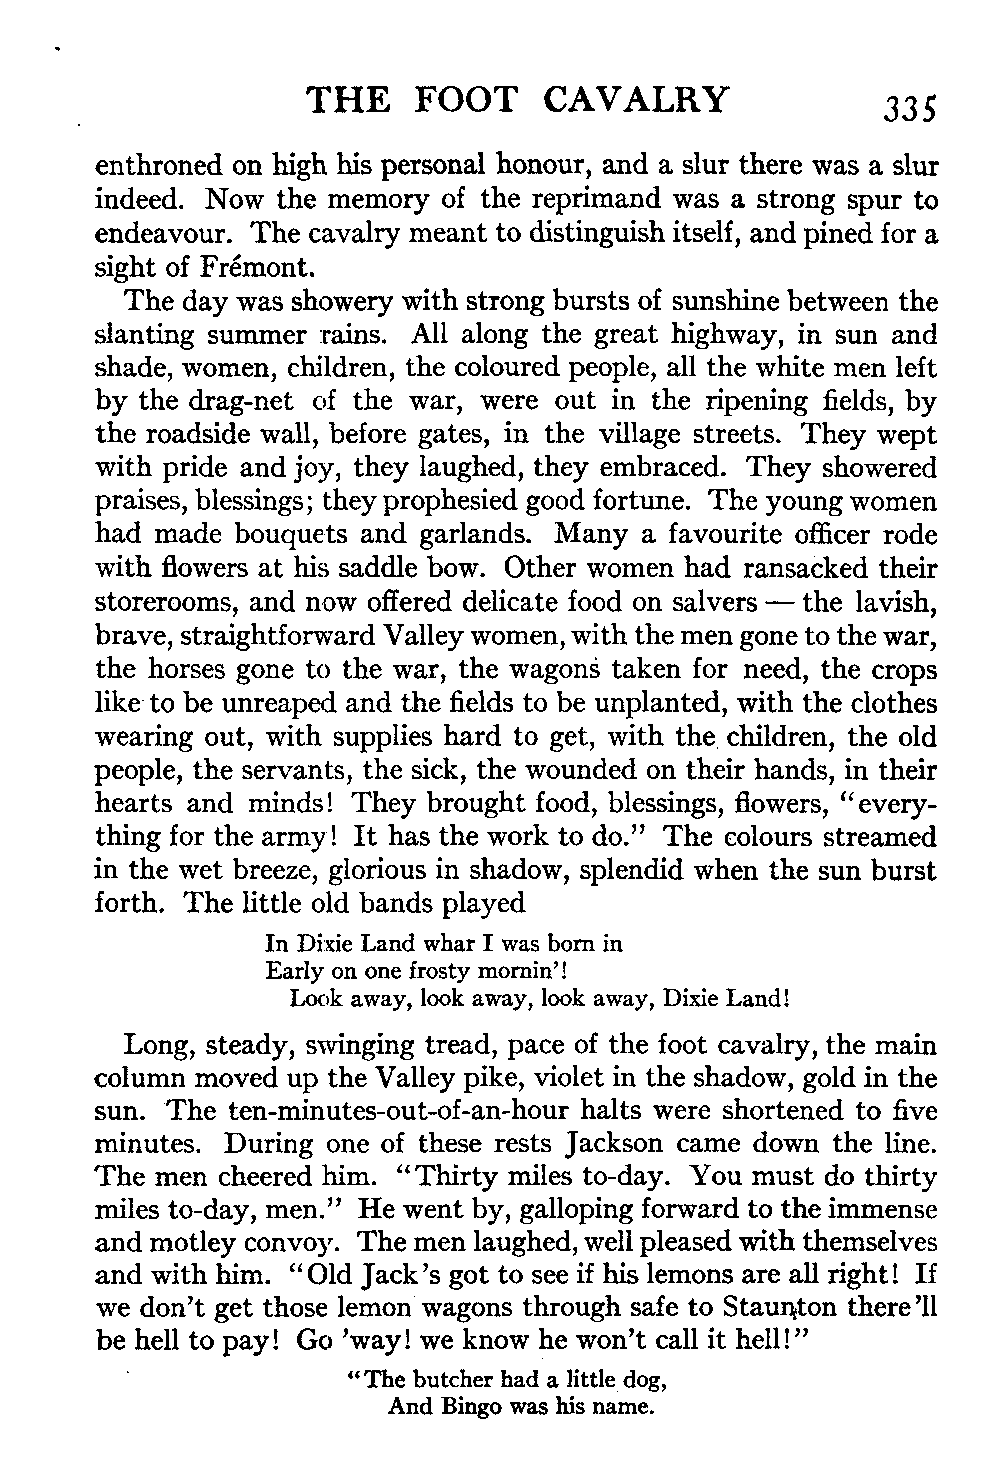 THE FOOT CAVALRY 335
enthroned on high his personal honour, and a slur there was a slur
indeed. Now the memory of the reprimand was a strong spur to
endeavour. The cavalry meant to distinguish itself, and pined for a
sight of Frémont.
The day was showery with strong bursts of sunshine between the
slanting summer rains. All along the great highway, in sun and
shade, women, children, the coloured people, all the white men left
by the drag-net of the war, were out in the ripening fields, by
the roadside wall, before gates, in the village streets. They wept
with pride and joy, they laughed, they embraced. They showered
praises, blessings; they prophesied good fortune. The young women
had made bouquets and garlands. Many a favourite officer rode
with flowers at his saddle bow. Other women had ransacked their
storerooms, and now offered delicate food on salvers — the lavish,
brave, straightforward Valley women, with the men gone to the war,
the horses gone to the war, the wagons taken for need, the crops
like to be unreaped and the fields to be unplanted, with the clothes
wearing out, with supplies hard to get, with the children, the old
people, the servants, the sick, the wounded on their hands, in their
hearts and minds! They brought food, blessings, flowers, "every-
thing for the army! It has the work to do." The colours streamed
in the wet breeze, glorious in shadow, splendid when the sun burst
forth. The little old bands played
In Dixie Land whar I was born in
Early on one frosty mornin'!
Look away, look away, look away, Dixie Land!
Long, steady, swinging tread, pace of the foot cavalry, the main
column moved up the Valley pike, violet in the shadow, gold in the
sun. The ten-minutes-out-of-an-hour halts were shortened to five
minutes. During one of these rests Jackson came down the line.
The men cheered him. "Thirty miles to-day. You must do thirty
miles to-day, men." He went by, galloping forward to the immense
and motley convoy. The men laughed, well pleased with themselves
and with him. "Old Jack's got to see if his lemons are all right! If
we don't get those lemon wagons through safe to Staunton there'll
be hell to pay! Go 'way! we know he won't call it hell!"
"The butcher had a little dog,
And Bingo was his name.